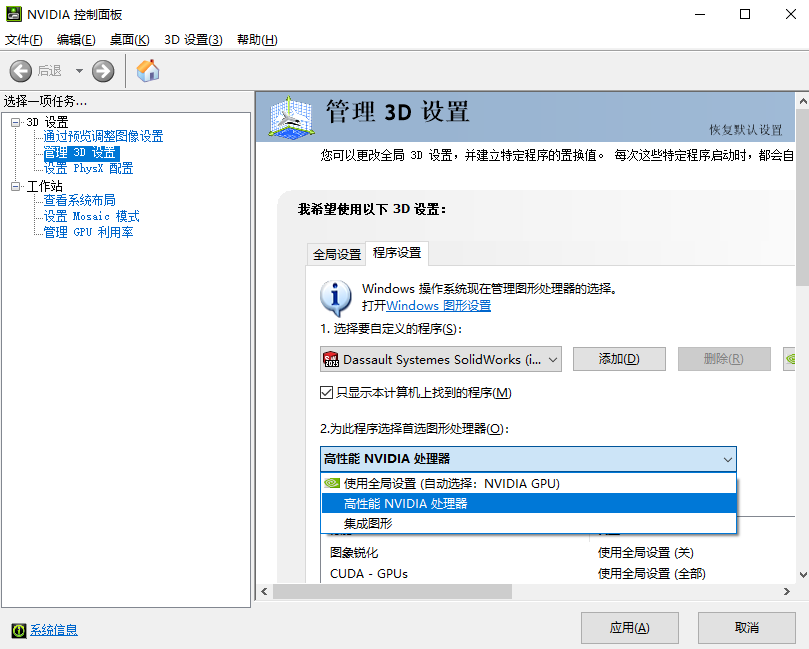 NVIDIA 控制面板
文件(F) 编辑(E) 桌面(K) 3D 设置(3) 帮助(H)
后退
选择一项任务...
3D 设置
通过预览调整图像设置
管理 3D 设置
设置 PhysX 配置
工作站
查看系统布局
设置 Mosaic 模式
管理 GPU 利用率
系统信息
管理 3D 设置
恢复默认设置
您可以更改全局 3D 设置，并建立特定程序的置换值。 每次这些特定程序启动时，都会自
我希望使用以下 3D 设置：
全局设置 程序设置
Windows 操作系统现在管理图形处理器的选择。
打开Windows 图形设置
1. 选择要自定义的程序(S)：
Dassault Systemes SolidWorks (i... 添加(D) 删除(R)
只显示本计算机上找到的程序(M)
2.为此程序选择首选图形处理器(O)：
高性能 NVIDIA 处理器
使用全局设置 (自动选择：NVIDIA GPU)
高性能 NVIDIA 处理器
集成图形
图象锐化 使用全局设置 (关)
CUDA - GPUs 使用全局设置 (全部)
应用(A) 取消